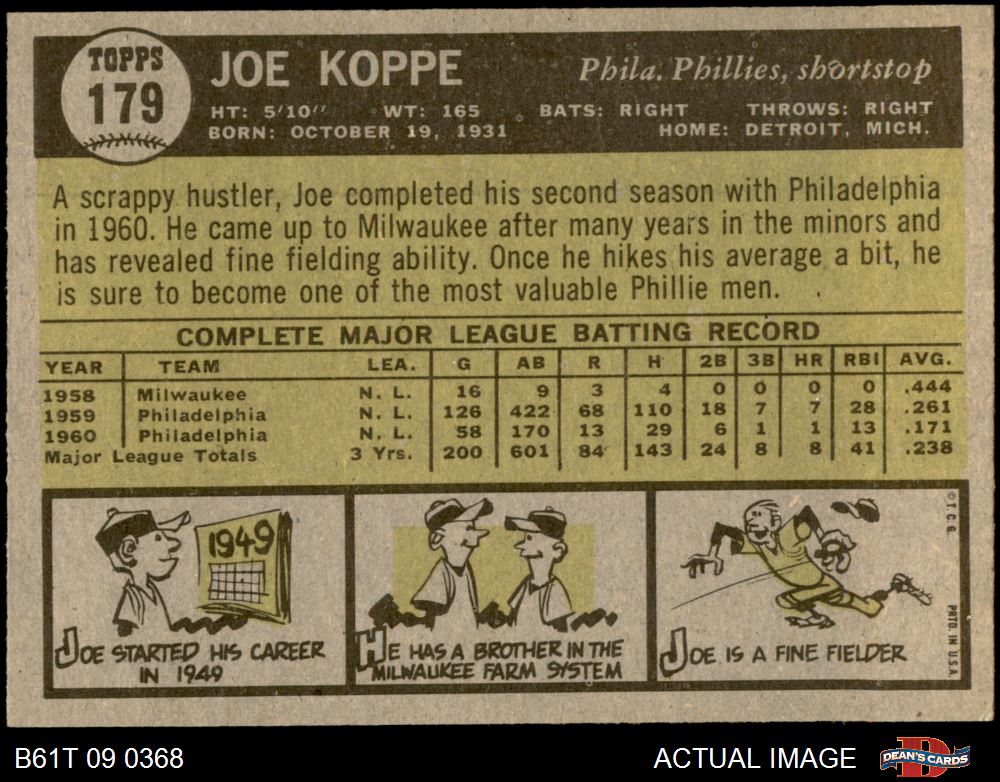 TOPPS
179
JOE KOPPE
Phila. Phillies, shortstop
HT: 5'10" WT: 165 BATS: RIGHT THROWS: RIGHT
BORN: OCTOBER 19, 1931 HOME: DETROIT, MICH.
A scrappy hustler, Joe completed his second season with Philadelphia
in 1960. He came up to Milwaukee after many years in the minors and
has revealed fine fielding ability. Once he hikes his average a bit, he
is sure to become one of the most valuable Phillie men.
COMPLETE MAJOR LEAGUE BATTING RECORD
YEAR TEAM LEA. G AB R H 2B 3B HR RBI AVG.
1958 Milwaukee N. L. 16 9 3 4 0 0 0 0 .444
1959 Philadelphia N. L. 126 422 68 110 18 7 7 28 .261
1960 Philadelphia N. L. 58 170 13 29 6 1 1 13 .171
Major League Totals 3 Yrs. 200 601 84 143 24 8 8 41 .238
1949
JOE STARTED HIS CAREER
IN 1949
HE HAS A BROTHER IN THE
MILWAUKEE FARM SYSTEM
JOE IS A FINE FIELDER
© T. C. G.
PRTD. IN U.S.A.
B61T 09 0368
ACTUAL IMAGE
DEAN'S CARDS